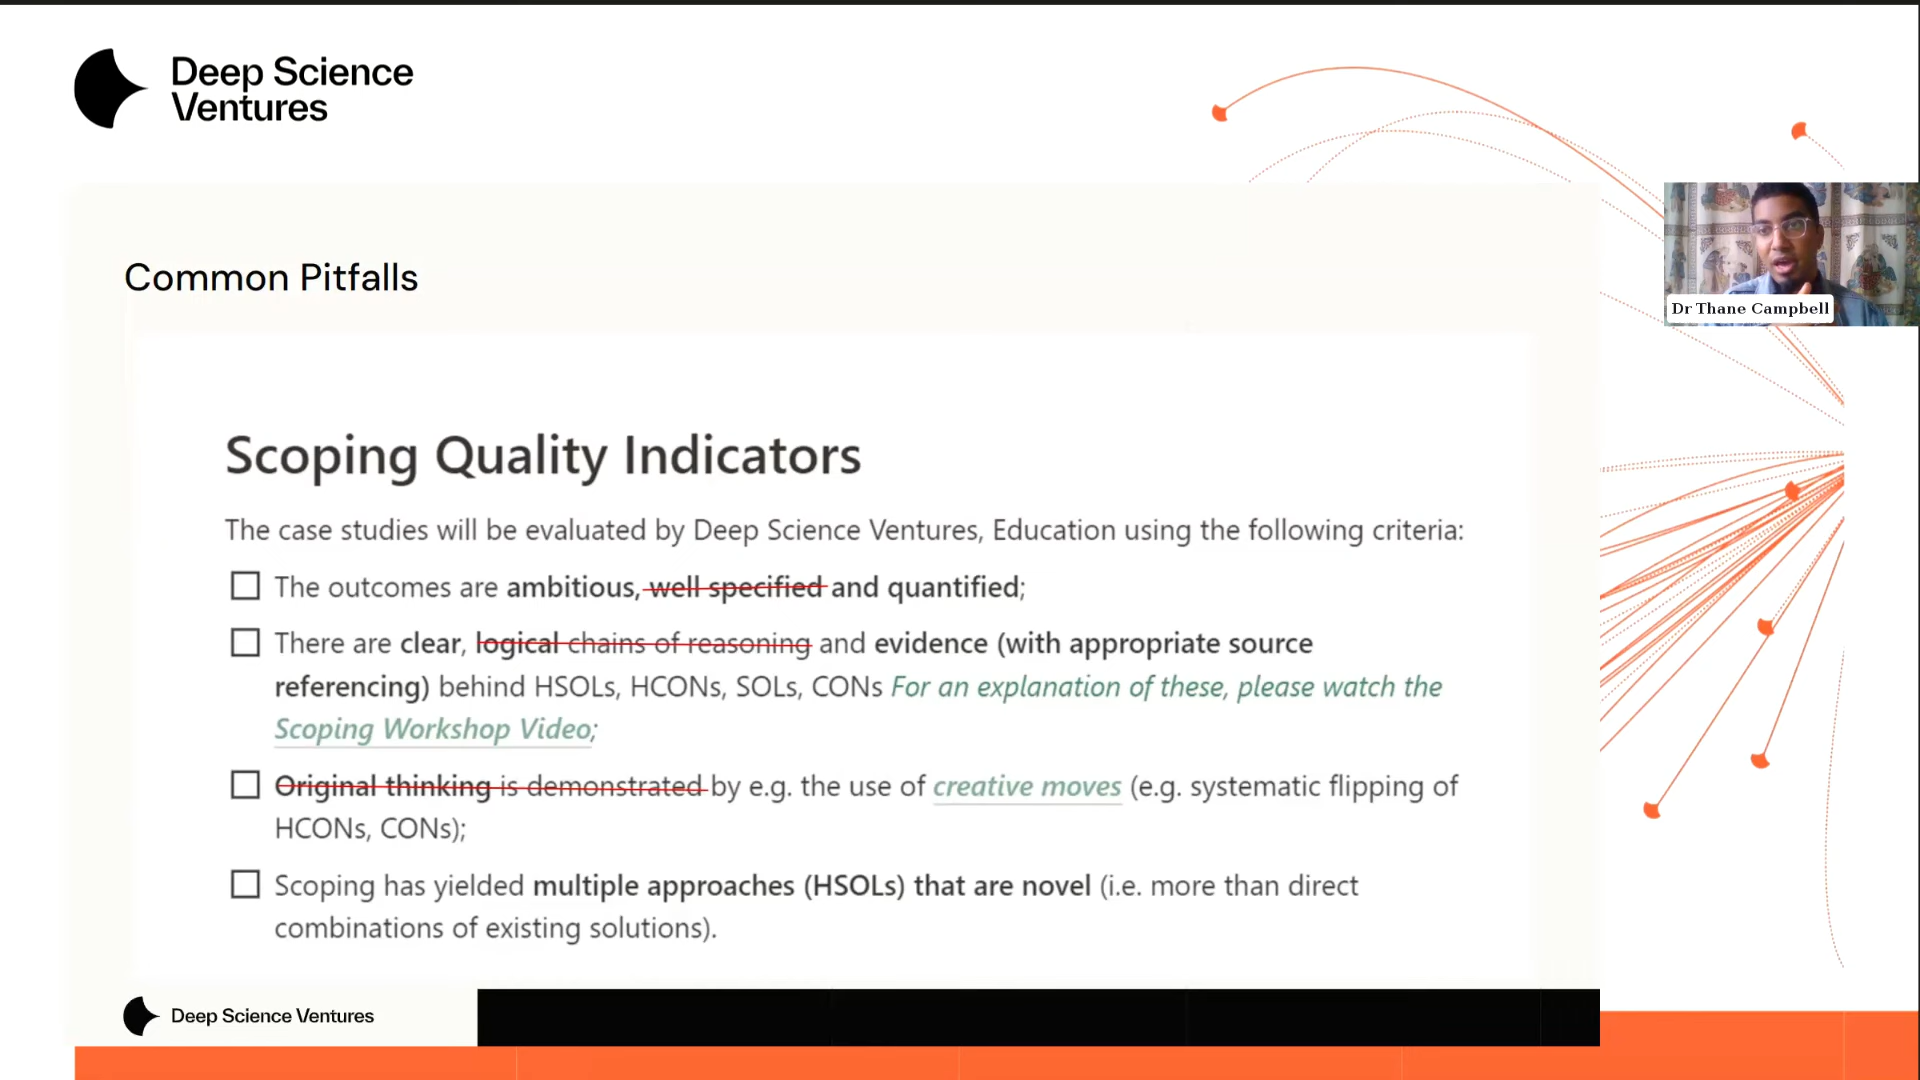 Deep Science
Ventures
Common Pitfalls
Dr Thane Campbell
Scoping Quality Indicators
The case studies will be evaluated by Deep Science Ventures, Education using the following criteria:
The outcomes are ambitious, well specified and quantified;
There are clear, logical chains of reasoning and evidence (with appropriate source
referencing) behind HSOLs, HCONs, SOLs, CONs For an explanation of these, please watch the
Scoping Workshop Video;
Original thinking is demonstrated by e.g. the use of creative moves (e.g. systematic flipping of
HCONs, CONs);
Scoping has yielded multiple approaches (HSOLs) that are novel (i.e. more than direct
combinations of existing solutions).
Deep Science Ventures